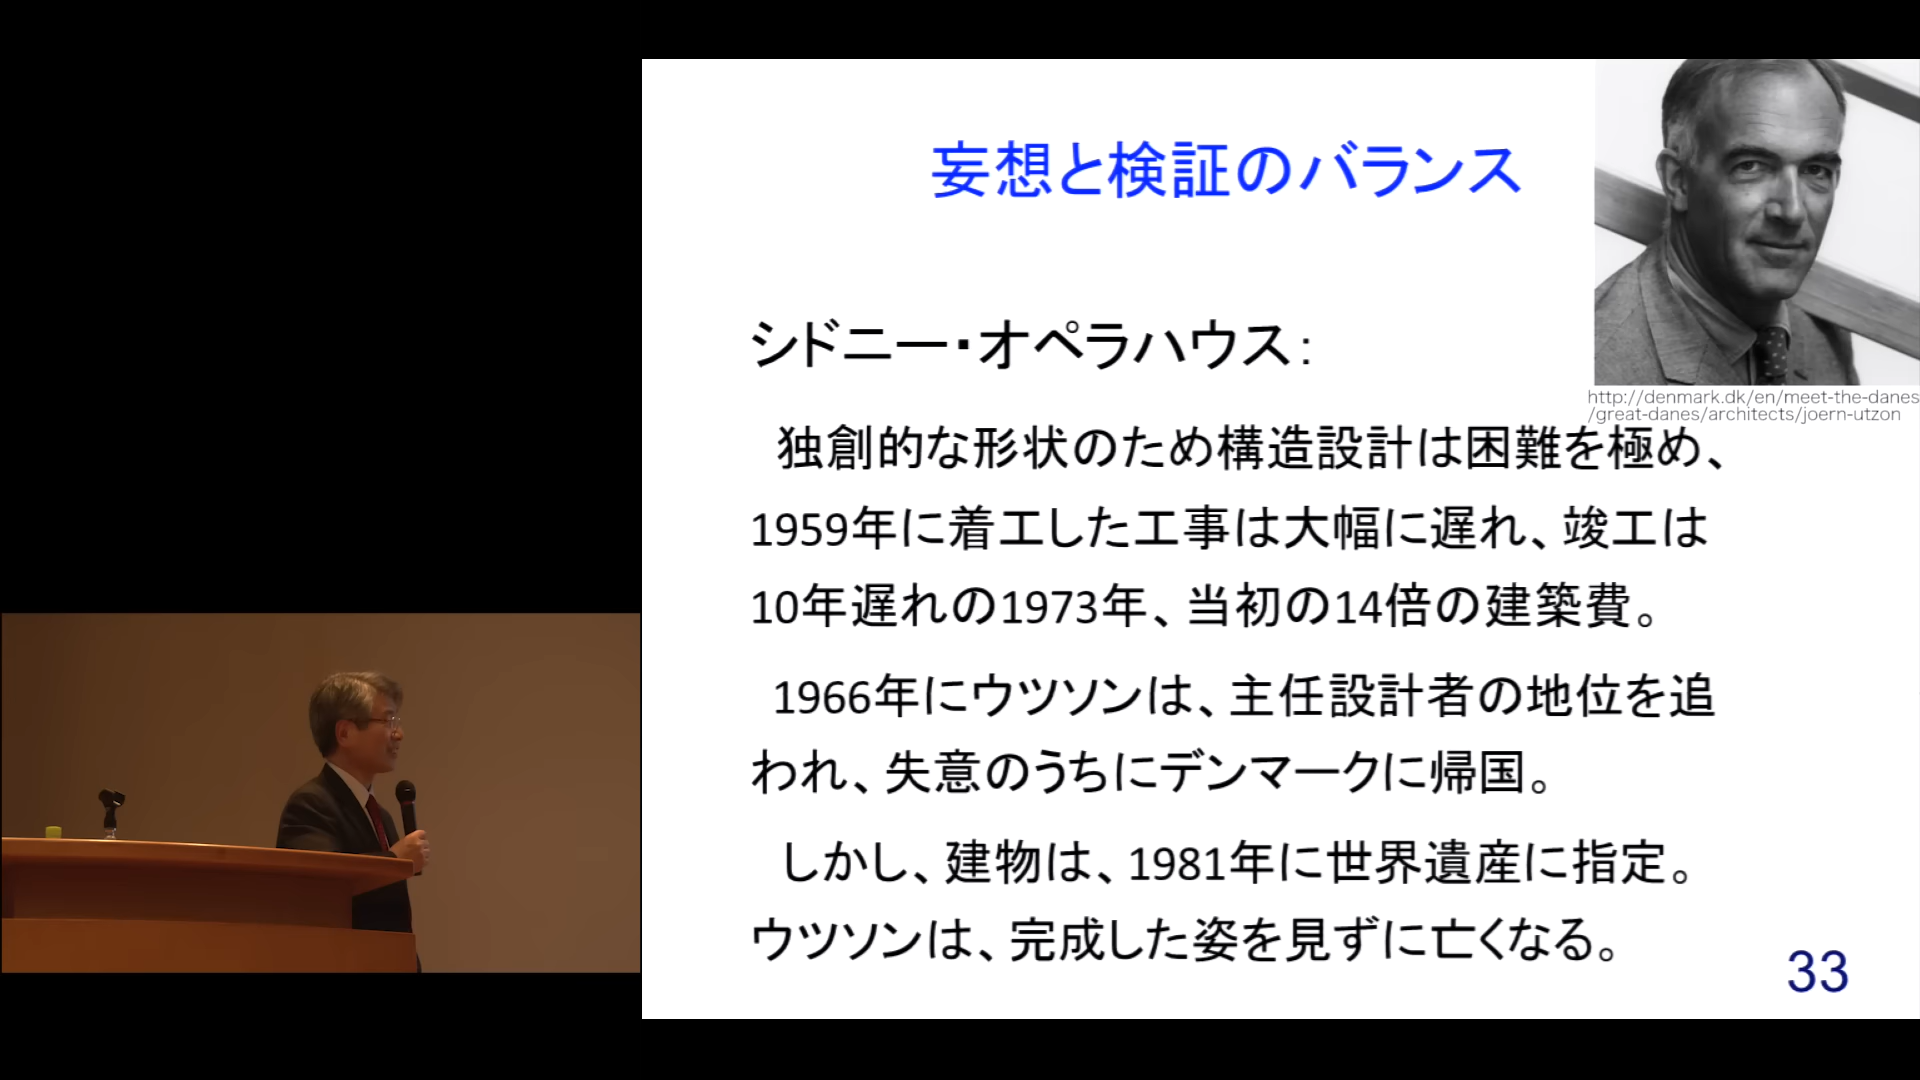 妄想と検証のバランス
http://denmark.dk/en/meet-the-danes
/great-danes/architects/joern-utzon
シドニー・オペラハウス：
独創的な形状のため構造設計は困難を極め、
1959年に着工した工事は大幅に遅れ、竣工は
10年遅れの1973年、当初の14倍の建築費。
1966年にウツソンは、主任設計者の地位を追
われ、失意のうちにデンマークに帰国。
しかし、建物は、1981年に世界遺産に指定。
ウツソンは、完成した姿を見ずに亡くなる。
33